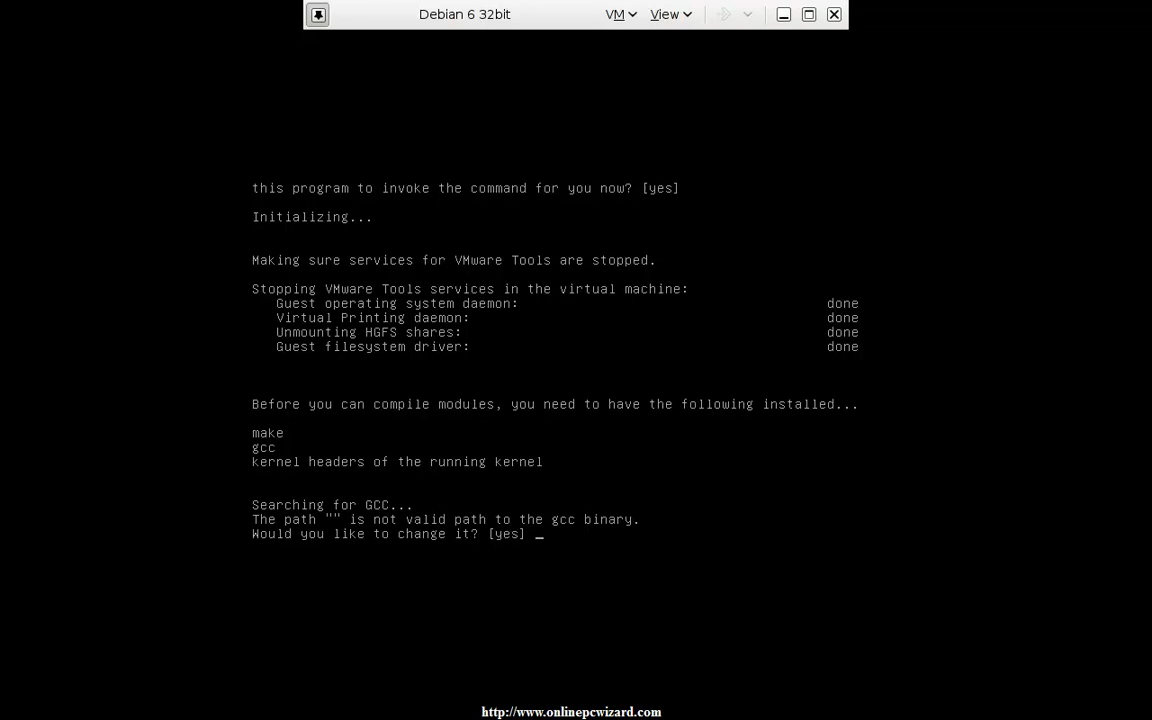 Debian 6 32bit
VM
View
this program to invoke the command for you now? [yes]
Initializing...
Making sure services for VMware Tools are stopped.
Stopping VMware Tools services in the virtual machine:
Guest operating system daemon: done
Virtual Printing daemon: done
Unmounting HGFS shares: done
Guest filesystem driver: done
Before you can compile modules, you need to have the following installed...
make
gcc
kernel headers of the running kernel
Searching for GCC...
The path "" is not valid path to the gcc binary.
Would you like to change it? [yes] _
http://www.onlinepcwizard.com